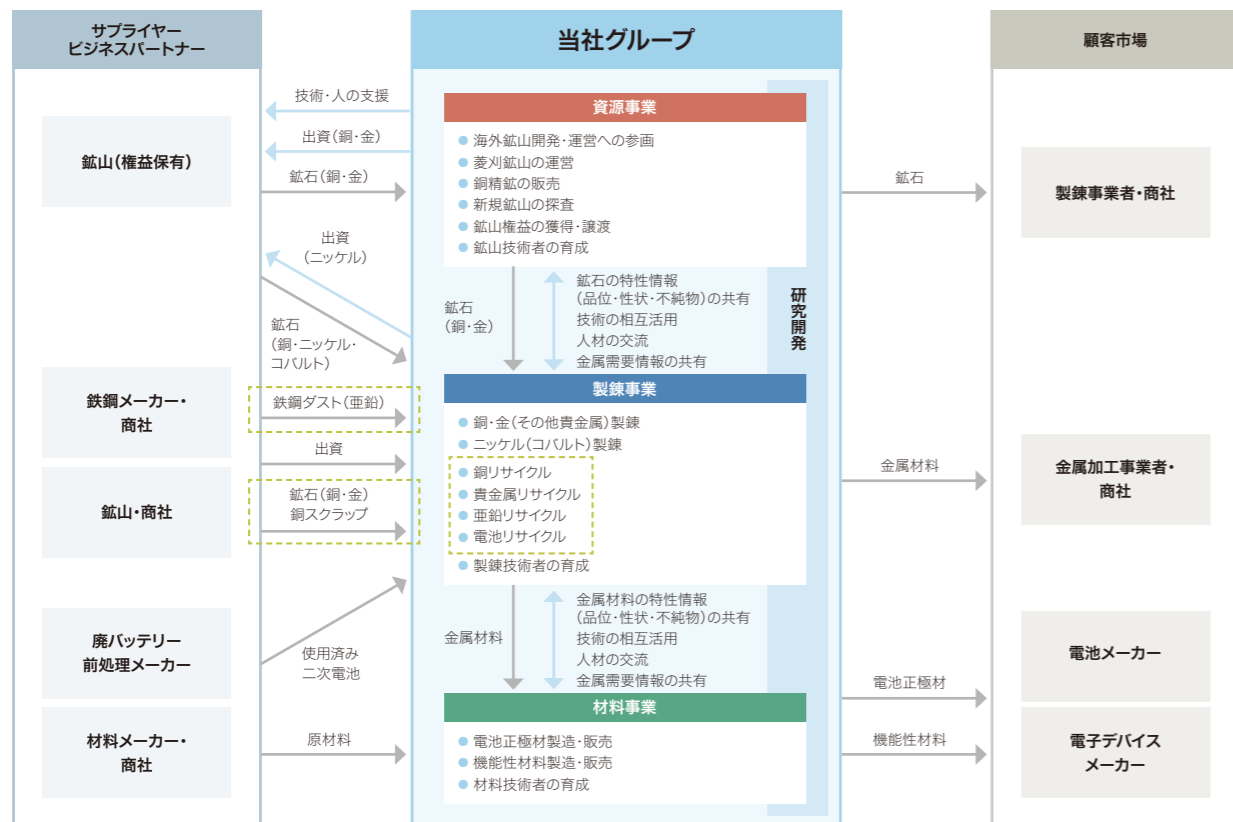 サプライヤー
ビジネスパートナー
当社グループ
顧客市場
鉱山(権益保有)
鉄鋼メーカー・
商社
鉱山・商社
廃バッテリー
前処理メーカー
材料メーカー・
商社
技術・人の支援
出資(銅・金)
鉱石(銅・金)
出資
(ニッケル)
鉱石
(銅・ニッケル・
コバルト)
鉄鋼ダスト(亜鉛)
出資
鉱石(銅・金)
銅スクラップ
使用済み
二次電池
原材料
資源事業
● 海外鉱山開発・運営への参画
● 菱刈鉱山の運営
● 銅精鉱の販売
● 新規鉱山の探査
● 鉱山権益の獲得・譲渡
● 鉱山技術者の育成
鉱石
(銅・金)
鉱石の特性情報
(品位・性状・不純物)の共有
技術の相互活用
人材の交流
金属需要情報の共有
研究開発
製錬事業
● 銅・金(その他貴金属)製錬
● ニッケル(コバルト)製錬
● 銅リサイクル
● 貴金属リサイクル
● 亜鉛リサイクル
● 電池リサイクル
● 製錬技術者の育成
金属材料
金属材料の特性情報
(品位・性状・不純物)の共有
技術の相互活用
人材の交流
金属需要情報の共有
材料事業
● 電池正極材製造・販売
● 機能性材料製造・販売
● 材料技術者の育成
鉱石
金属材料
電池正極材
機能性材料
製錬事業者・商社
金属加工事業者・
商社
電池メーカー
電子デバイス
メーカー